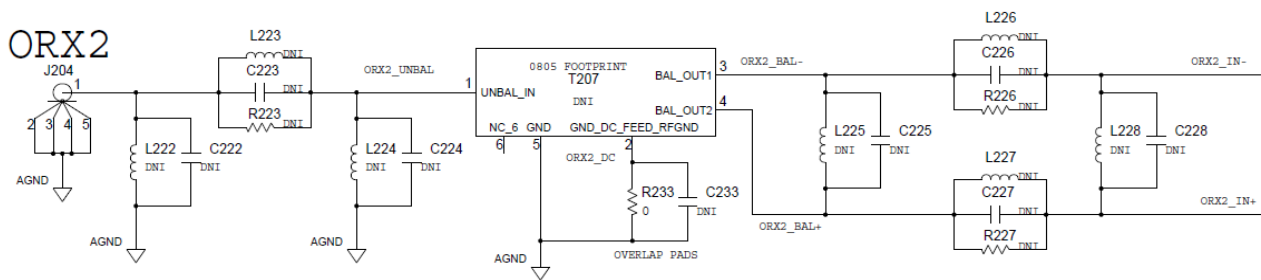 ORX2
J204
1
2
3
4
5
AGND
L222
DNI
C222
DNI
AGND
L223
DNI
C223
DNI
R223
DNI
ORX2_UNBAL
L224
DNI
C224
DNI
AGND
1
0805 FOOTPRINT
T207
DNI
UNBAL_IN
BAL_OUT1
BAL_OUT2
NC_6
GND
GND_DC_FEED_RFGND
6
5
2
3
4
ORX2_DC
R233
0
C233
DNI
AGND
OVERLAP PADS
ORX2_BAL-
ORX2_BAL+
L225
DNI
C225
DNI
L226
DNI
C226
DNI
R226
DNI
L227
DNI
C227
DNI
R227
DNI
L228
DNI
C228
DNI
ORX2_IN-
ORX2_IN+